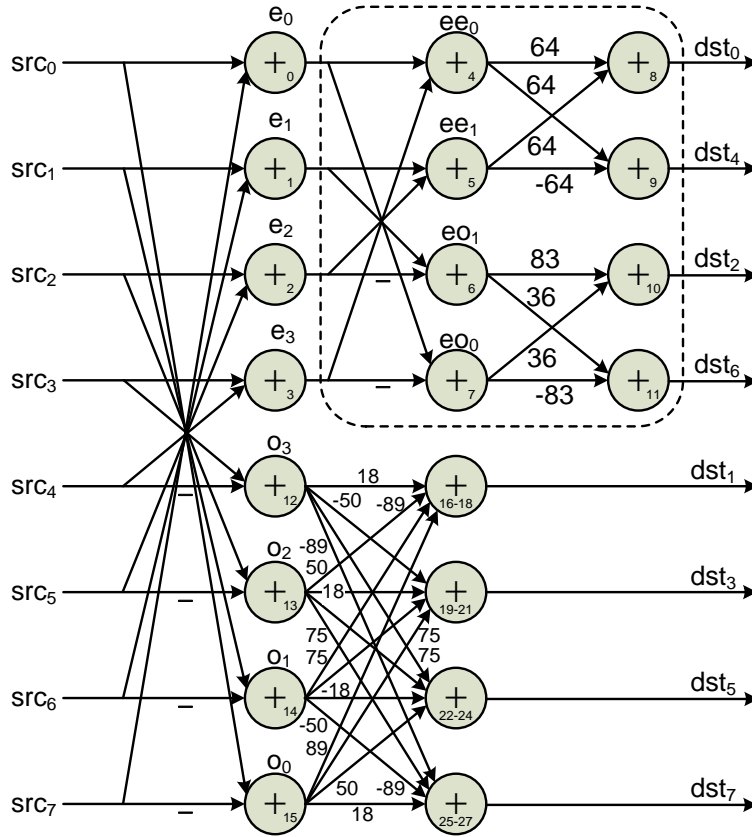 e0 ee0
src0 + 0 + 4 64 + 8 dst0
64
e1 ee1
src1 + 1 + 5 64 -64 + 9 dst4
e2 eo1
src2 + 2 – + 6 83 + 10 dst2
36
e3 eo0
src3 + 3 – + 7 36 -83 + 11 dst6
o3
src4 – + 12 18 + 16-18 dst1
-50 -89
-89
o2 50
src5 – + 13 -18 + 19-21 dst3
75 75
o1 75 75
src6 – + 14 -18 + 22-24 dst5
-50
o0 89
50 -89
src7 – + 15 18 + 25-27 dst7